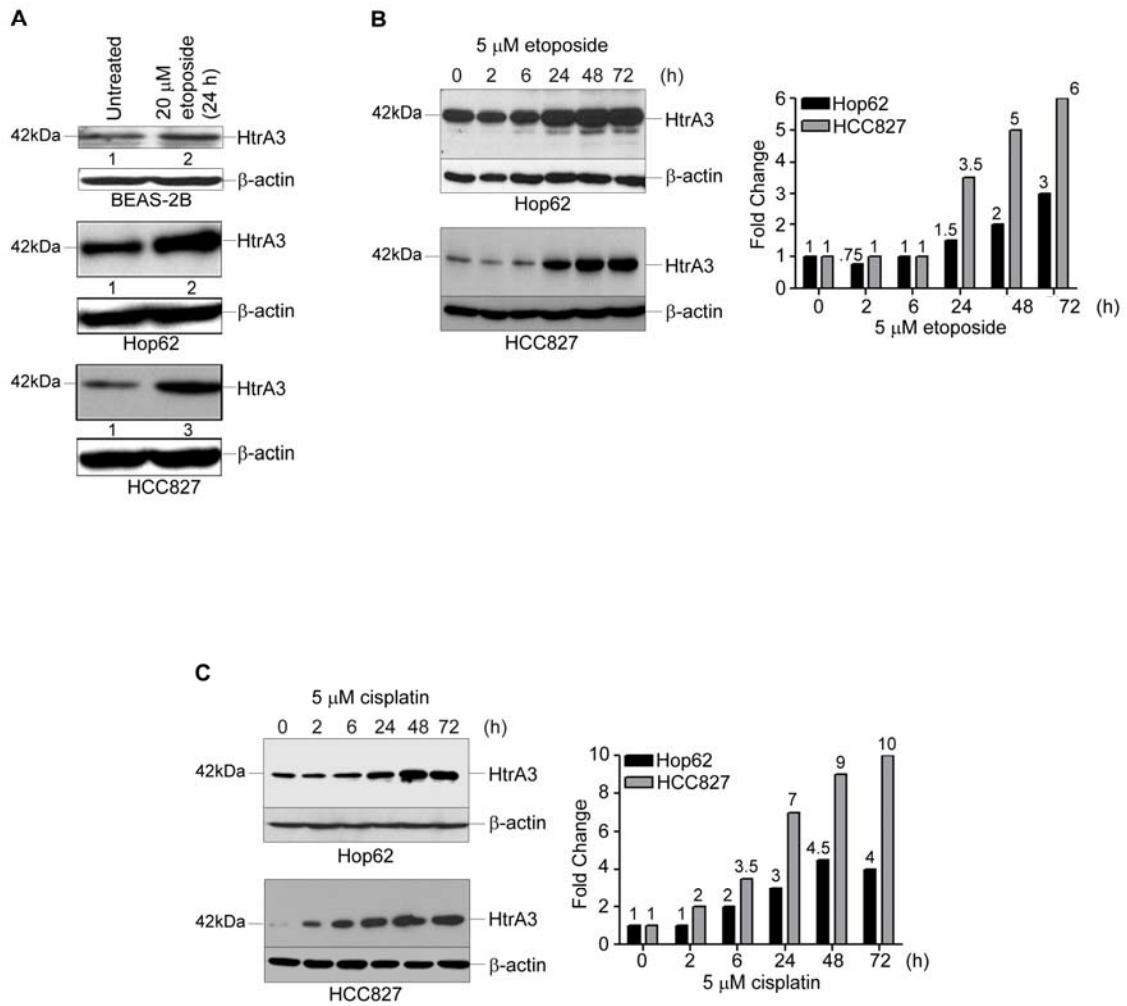 A
Untreated
20 μM
etoposide
(24 h)
42kDa
HtrA3
1 2
β-actin
BEAS-2B
42kDa
HtrA3
1 2
β-actin
Hop62
42kDa
HtrA3
1 3
β-actin
HCC827
B
5 μM etoposide
0 2 6 24 48 72 (h)
42kDa
HtrA3
β-actin
Hop62
42kDa
HtrA3
β-actin
HCC827
Hop62
HCC827
Fold Change
6
5
4
3
2
1
0
1 1 .75 1 1 1 1.5 3.5 2 5 3 6
0 2 6 24 48 72 (h)
5 μM etoposide
C
5 μM cisplatin
0 2 6 24 48 72 (h)
42kDa
HtrA3
β-actin
Hop62
42kDa
HtrA3
β-actin
HCC827
Hop62
HCC827
Fold Change
10
8
6
4
2
0
1 1 1 2 2 3.5 3 7 4.5 9 4 10
0 2 6 24 48 72 (h)
5 μM cisplatin